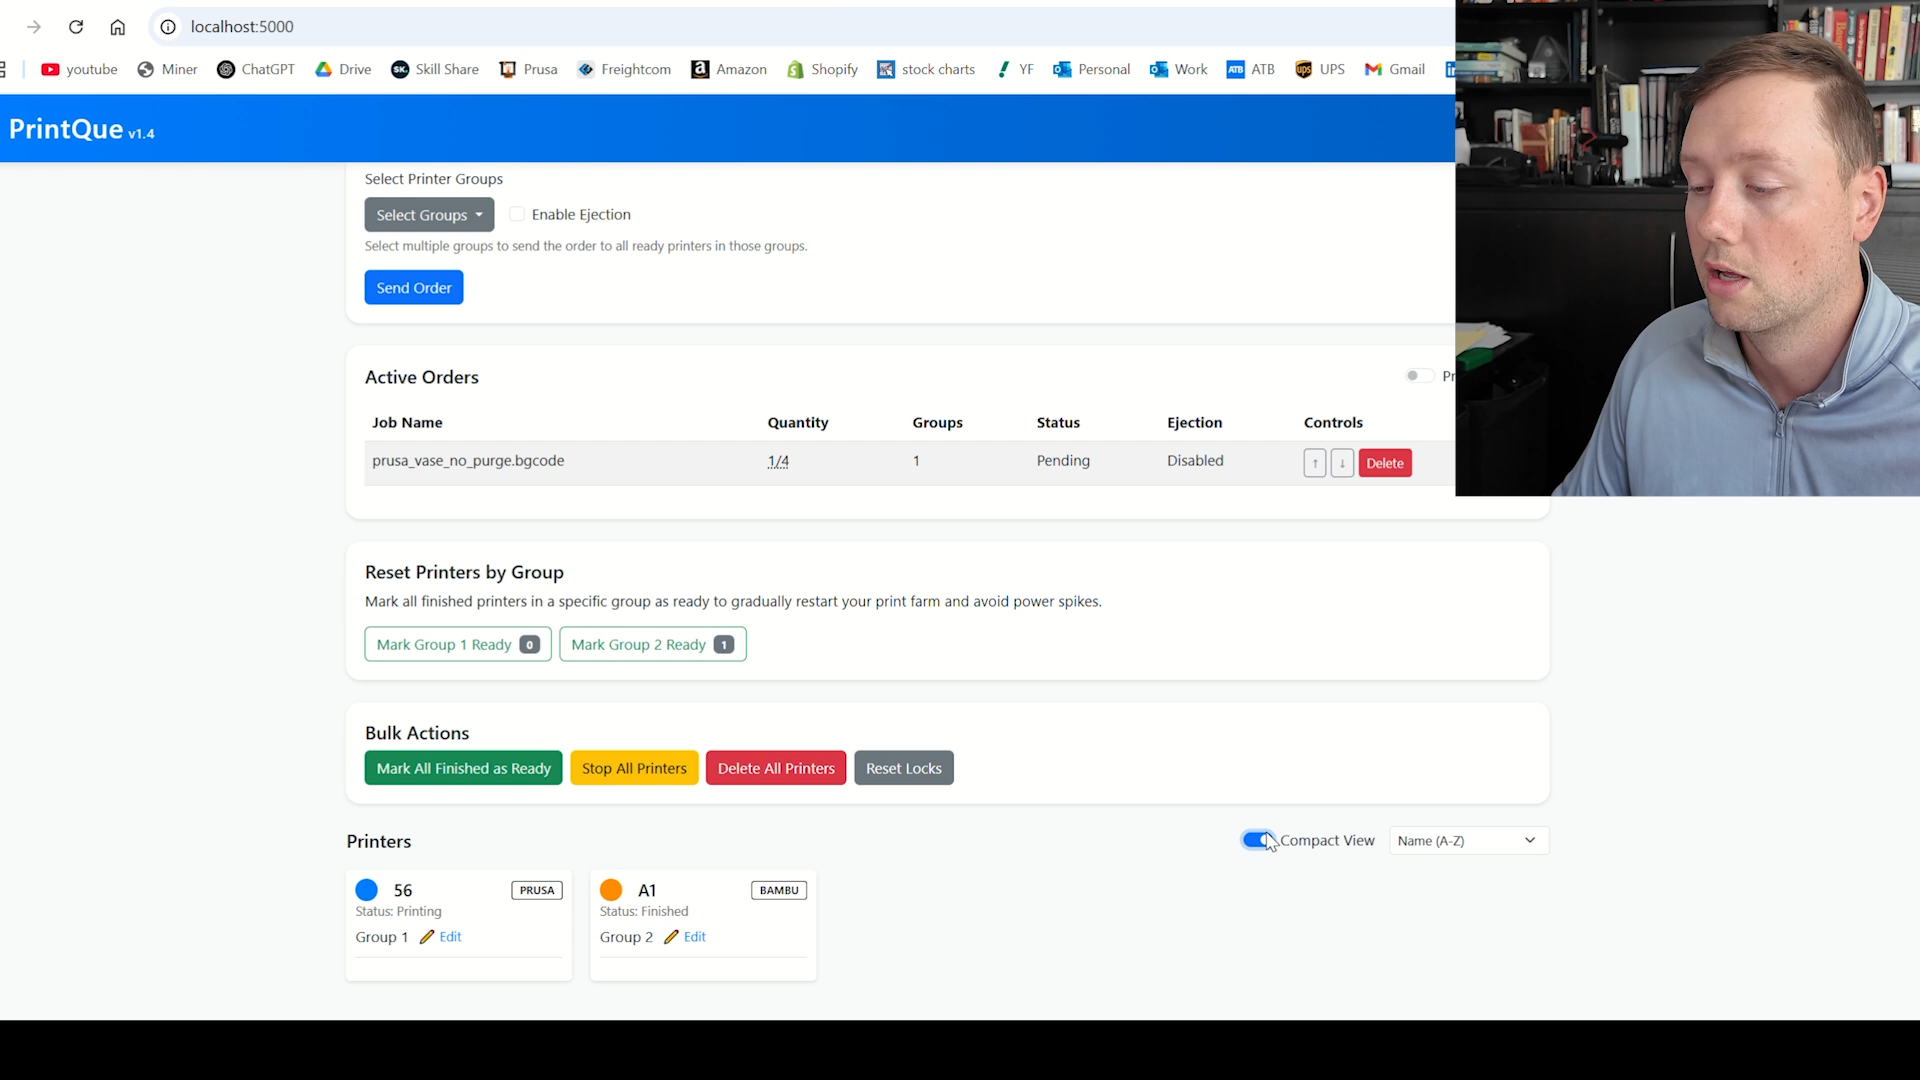 localhost:5000
youtube Miner ChatGPT Drive Skill Share Prusa Freightcom Amazon Shopify stock charts YF Personal Work ATB UPS Gmail
PrintQue v1.4
Select Printer Groups
Select Groups Enable Ejection
Select multiple groups to send the order to all ready printers in those groups.
Send Order
Active Orders
Job Name Quantity Groups Status Ejection Controls
prusa_vase_no_purge.bgcode 1/4 1 Pending Disabled ↑ ↓ Delete
Reset Printers by Group
Mark all finished printers in a specific group as ready to gradually restart your print farm and avoid power spikes.
Mark Group 1 Ready 0 Mark Group 2 Ready 1
Bulk Actions
Mark All Finished as Ready Stop All Printers Delete All Printers Reset Locks
Printers Compact View Name (A-Z)
56 PRUSA
Status: Printing
Group 1 Edit
A1 BAMBU
Status: Finished
Group 2 Edit